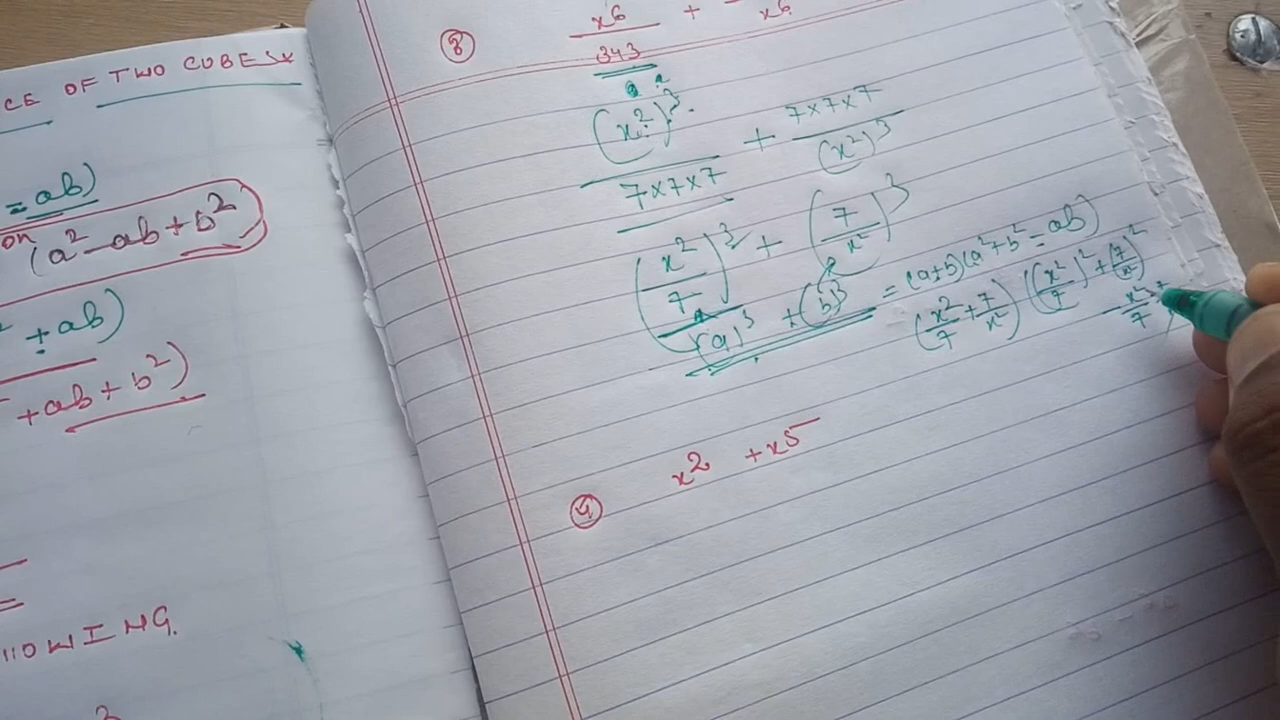 CE OF TWO CUBES
= ab)
on (a² - ab + b²)
+ ab)
+ ab + b²)
3
8 x6/343 + /x6
(x²)³/7×7×7 + 7×7×7/(x²)³
(x²/7)³ + (7/x²)³
(a)³ + (b)³ = (a+b)(a²+b² = ab)
(x²/7 + 7/x²) ((x²/7)² + (7/x²)²
- x²/7
x² + x5